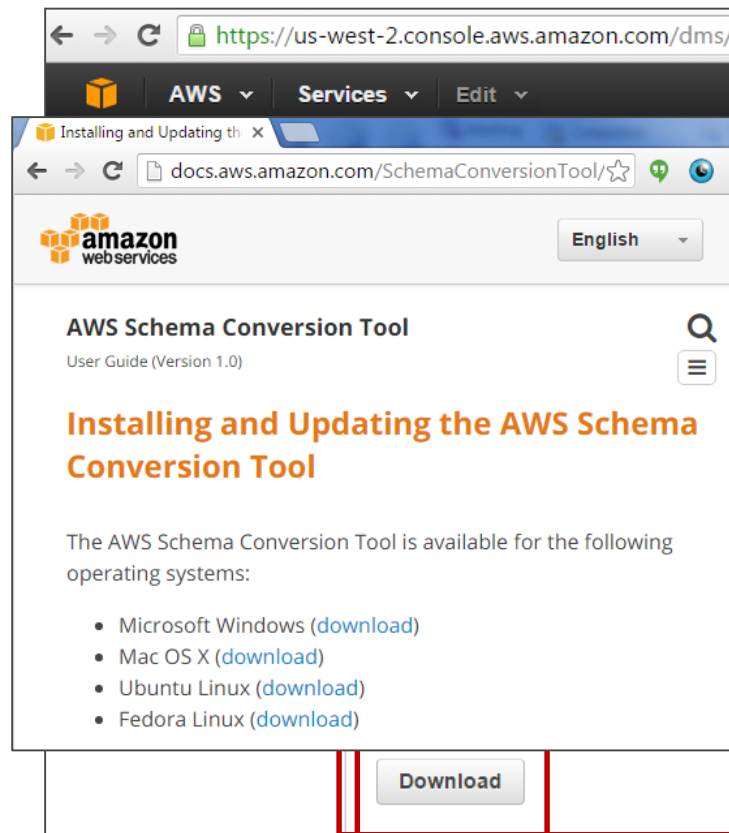 https://us-west-2.console.aws.amazon.com/dms/
AWS Services Edit
Installing and Updating th
docs.aws.amazon.com/SchemaConversionTool/
amazon
webservices
English
AWS Schema Conversion Tool
User Guide (Version 1.0)
Installing and Updating the AWS Schema
Conversion Tool
The AWS Schema Conversion Tool is available for the following
operating systems:
• Microsoft Windows (download)
• Mac OS X (download)
• Ubuntu Linux (download)
• Fedora Linux (download)
Download